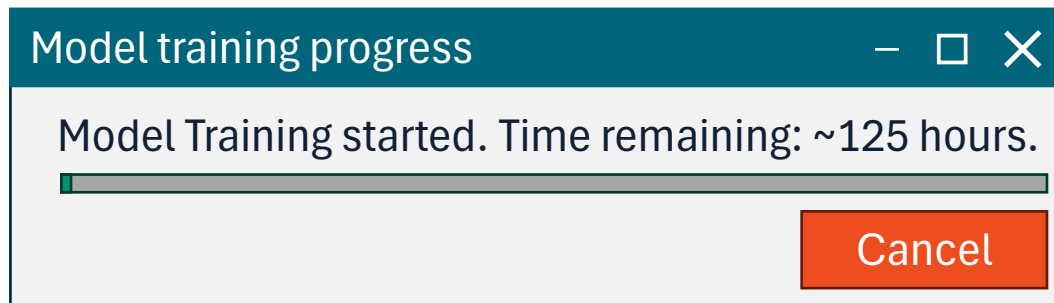 Model training progress
Model Training started. Time remaining: ~125 hours.
Cancel